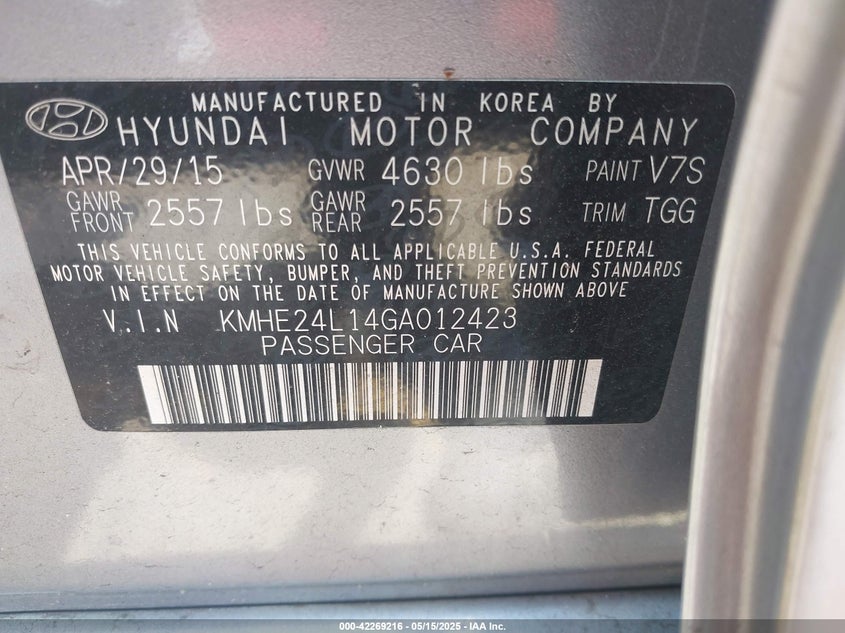 MANUFACTURED IN KOREA BY
HYUNDAI MOTOR COMPANY
APR/29/15 GVWR 4630 lbs PAINT V7S
GAWR FRONT 2557 lbs GAWR REAR 2557 lbs TRIM TGG
THIS VEHICLE CONFORMS TO ALL APPLICABLE U.S.A. FEDERAL
MOTOR VEHICLE SAFETY, BUMPER, AND THEFT PREVENTION STANDARDS
IN EFFECT ON THE DATE OF MANUFACTURE SHOWN ABOVE
V.I.N KMHE24L14GA012423
PASSENGER CAR
000-42269216 - 05/15/2025 - IAA Inc.